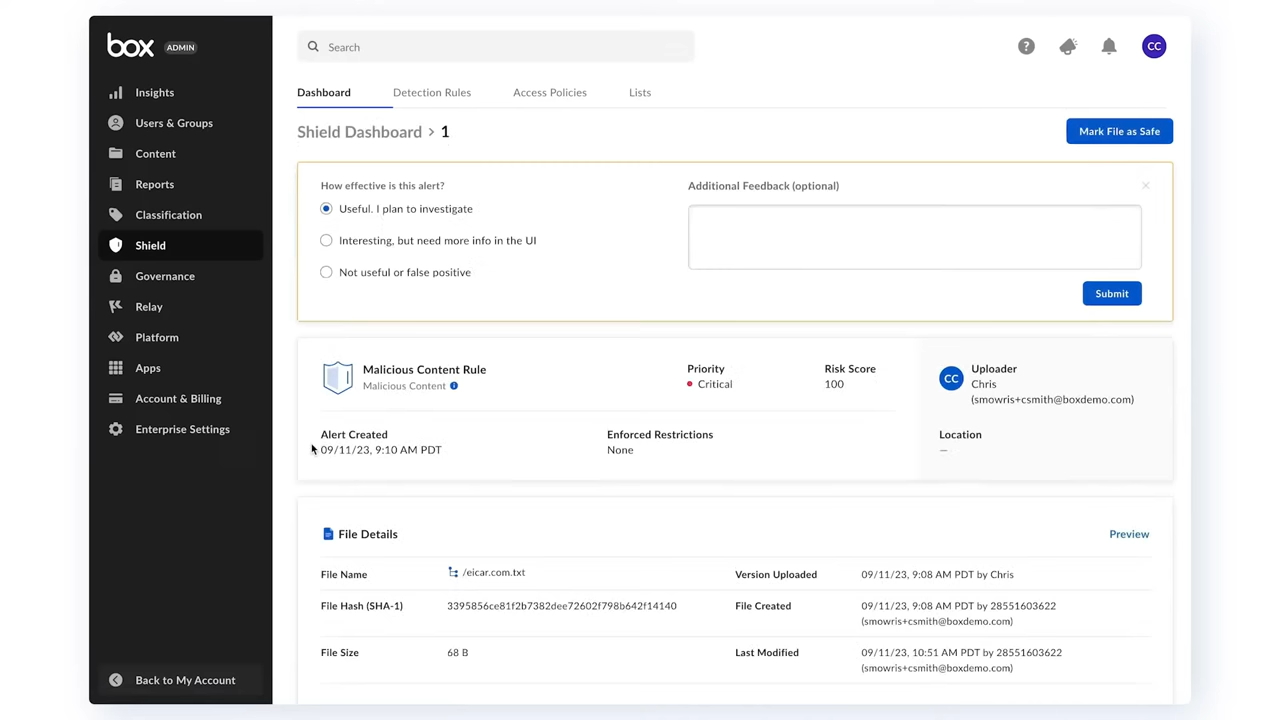 box ADMIN
Search
CC
Insights
Users & Groups
Content
Reports
Classification
Shield
Governance
Relay
Platform
Apps
Account & Billing
Enterprise Settings
Back to My Account
Dashboard Detection Rules Access Policies Lists
Shield Dashboard > 1
Mark File as Safe
How effective is this alert?
Useful. I plan to investigate
Interesting, but need more info in the UI
Not useful or false positive
Additional Feedback (optional)
Submit
Malicious Content Rule
Malicious Content
Priority
Critical
Risk Score
100
Alert Created
09/11/23, 9:10 AM PDT
Enforced Restrictions
None
CC
Uploader
Chris
(smowris+csmith@boxdemo.com)
Location
—
File Details
Preview
File Name /eicar.com.txt
Version Uploaded 09/11/23, 9:08 AM PDT by Chris
File Hash (SHA-1) 3395856ce81f2b7382dee72602f798b642f14140
File Created 09/11/23, 9:08 AM PDT by 28551603622
(smowris+csmith@boxdemo.com)
File Size 68 B
Last Modified 09/11/23, 10:51 AM PDT by 28551603622
(smowris+csmith@boxdemo.com)